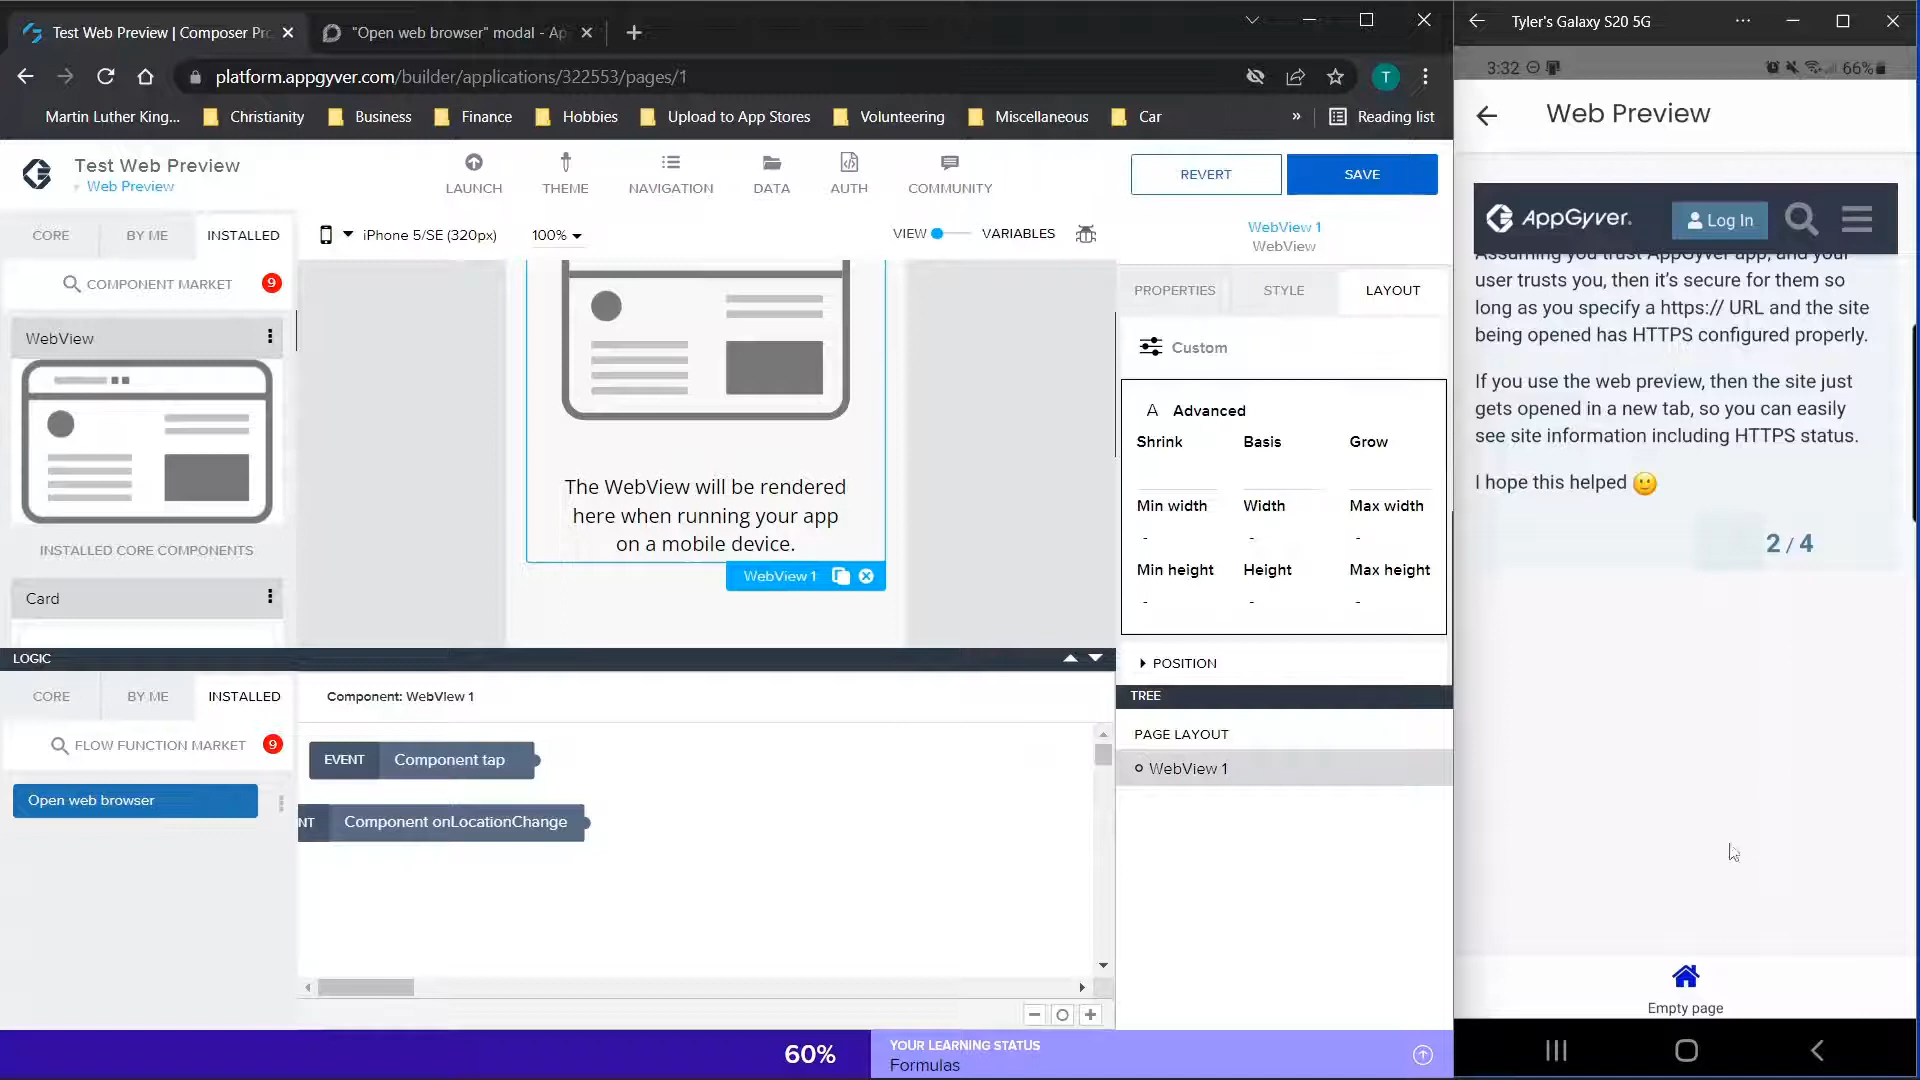 Test Web Preview | Composer Pro
"Open web browser" modal - Ap
platform.appgyver.com/builder/applications/322553/pages/1
T
Martin Luther King...
Christianity
Business
Finance
Hobbies
Upload to App Stores
Volunteering
Miscellaneous
Car
»
Reading list
Test Web Preview
Web Preview
LAUNCH
THEME
NAVIGATION
DATA
AUTH
COMMUNITY
REVERT
SAVE
CORE
BY ME
INSTALLED
iPhone 5/SE (320px)
100%
VIEW
VARIABLES
WebView 1
WebView
COMPONENT MARKET
9
PROPERTIES
STYLE
LAYOUT
WebView
Custom
A Advanced
Shrink
Basis
Grow
Min width
Width
Max width
-
-
-
Min height
Height
Max height
-
-
-
The WebView will be rendered
here when running your app
on a mobile device.
WebView 1
INSTALLED CORE COMPONENTS
Card
POSITION
LOGIC
TREE
CORE
BY ME
INSTALLED
Component: WebView 1
PAGE LAYOUT
WebView 1
FLOW FUNCTION MARKET
9
EVENT
Component tap
Open web browser
NT
Component onLocationChange
60%
YOUR LEARNING STATUS
Formulas
Tyler's Galaxy S20 5G
3:32
66%
Web Preview
AppGyver.
Log In
Assuming you trust AppGyver app, and your
user trusts you, then it's secure for them so
long as you specify a https:// URL and the site
being opened has HTTPS configured properly.
If you use the web preview, then the site just
gets opened in a new tab, so you can easily
see site information including HTTPS status.
I hope this helped
2 / 4
Empty page